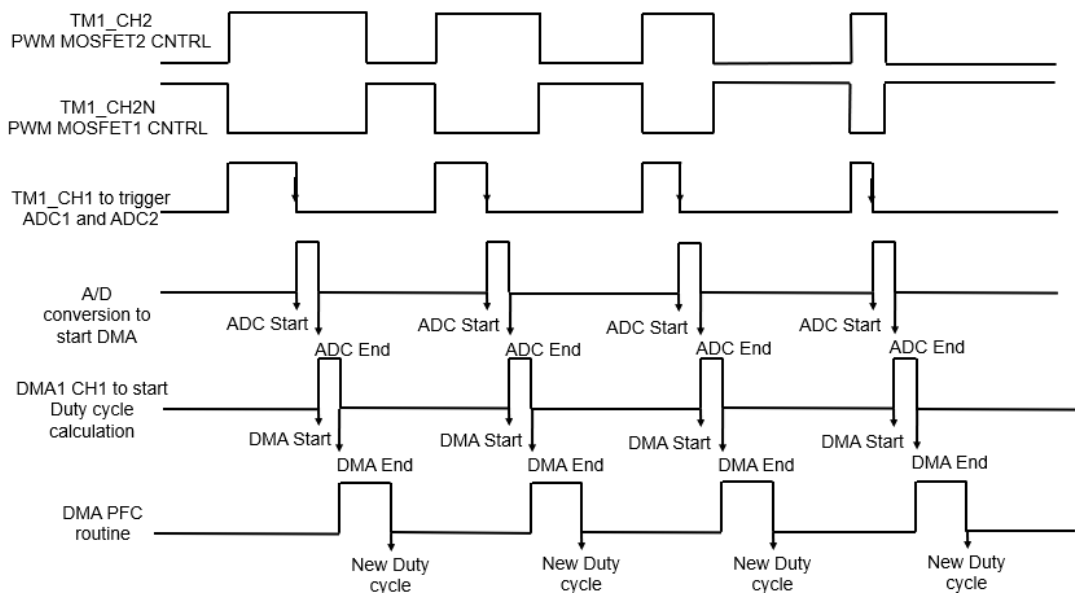 TM1_CH2
PWM MOSFET2 CNTRL
TM1_CH2N
PWM MOSFET1 CNTRL
TM1_CH1 to trigger
ADC1 and ADC2
A/D
conversion to
start DMA
ADC Start
ADC Start
ADC Start
ADC Start
ADC End
ADC End
ADC End
ADC End
DMA1 CH1 to start
Duty cycle
calculation
DMA Start
DMA Start
DMA Start
DMA Start
DMA End
DMA End
DMA End
DMA End
DMA PFC
routine
New Duty
cycle
New Duty
cycle
New Duty
cycle
New Duty
cycle